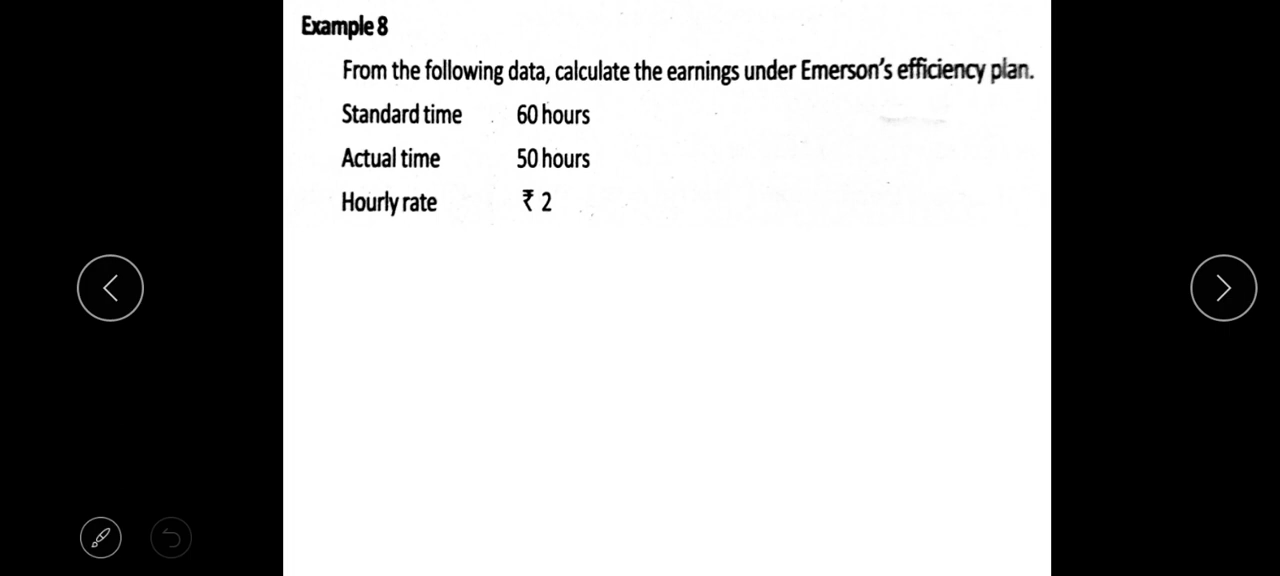 Example 8
From the following data, calculate the earnings under Emerson's efficiency plan.
Standard time 60 hours
Actual time 50 hours
Hourly rate ₹ 2